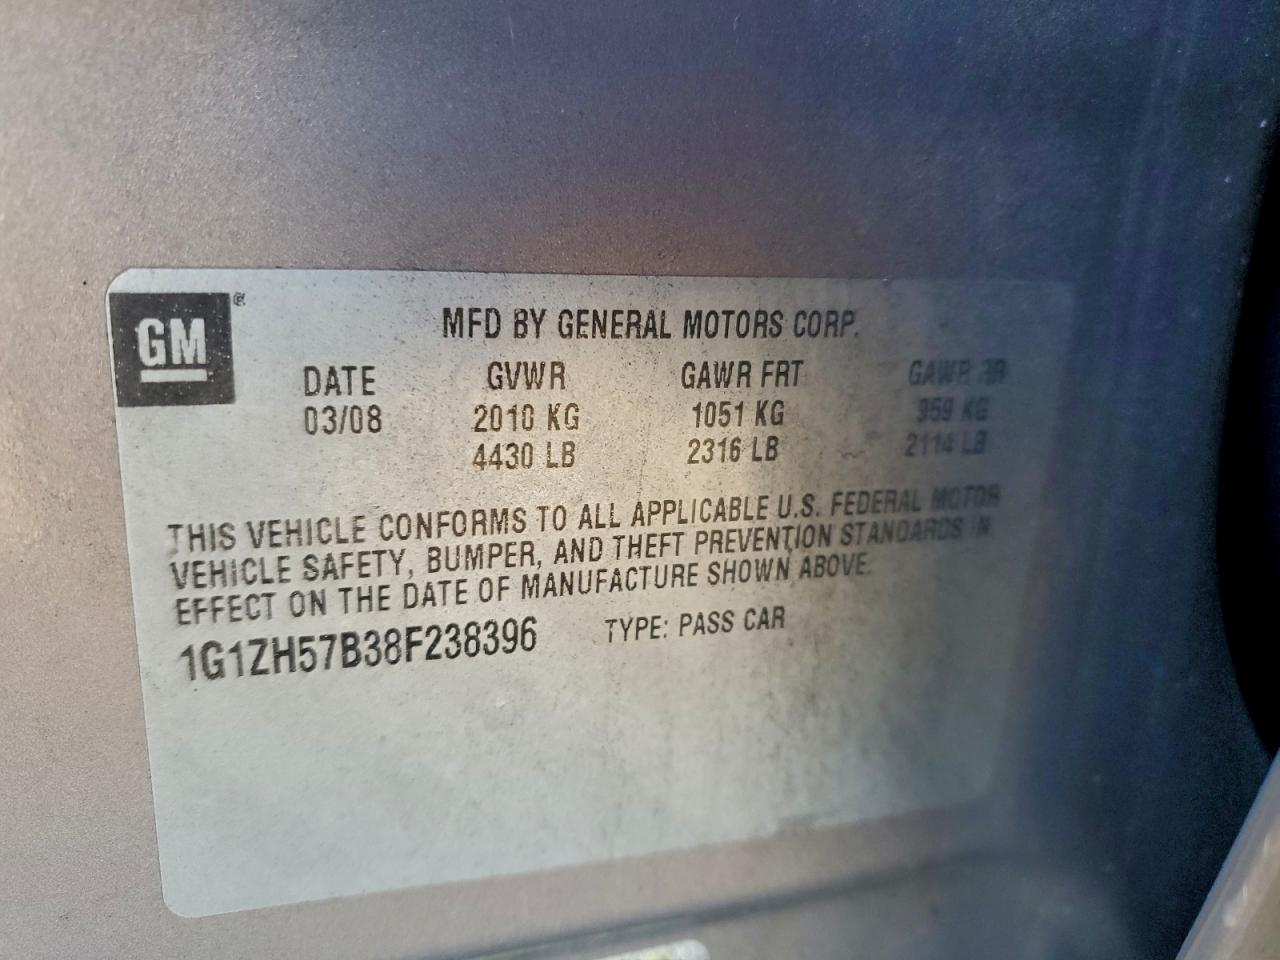 GM ®
MFD BY GENERAL MOTORS CORP.
DATE GVWR GAWR FRT GAWR RR
03/08 2010 KG 1051 KG 959 KG
4430 LB 2316 LB 2114 LB
THIS VEHICLE CONFORMS TO ALL APPLICABLE U.S. FEDERAL MOTOR
VEHICLE SAFETY, BUMPER, AND THEFT PREVENTION STANDARDS IN
EFFECT ON THE DATE OF MANUFACTURE SHOWN ABOVE.
1G1ZH57B38F238396 TYPE: PASS CAR